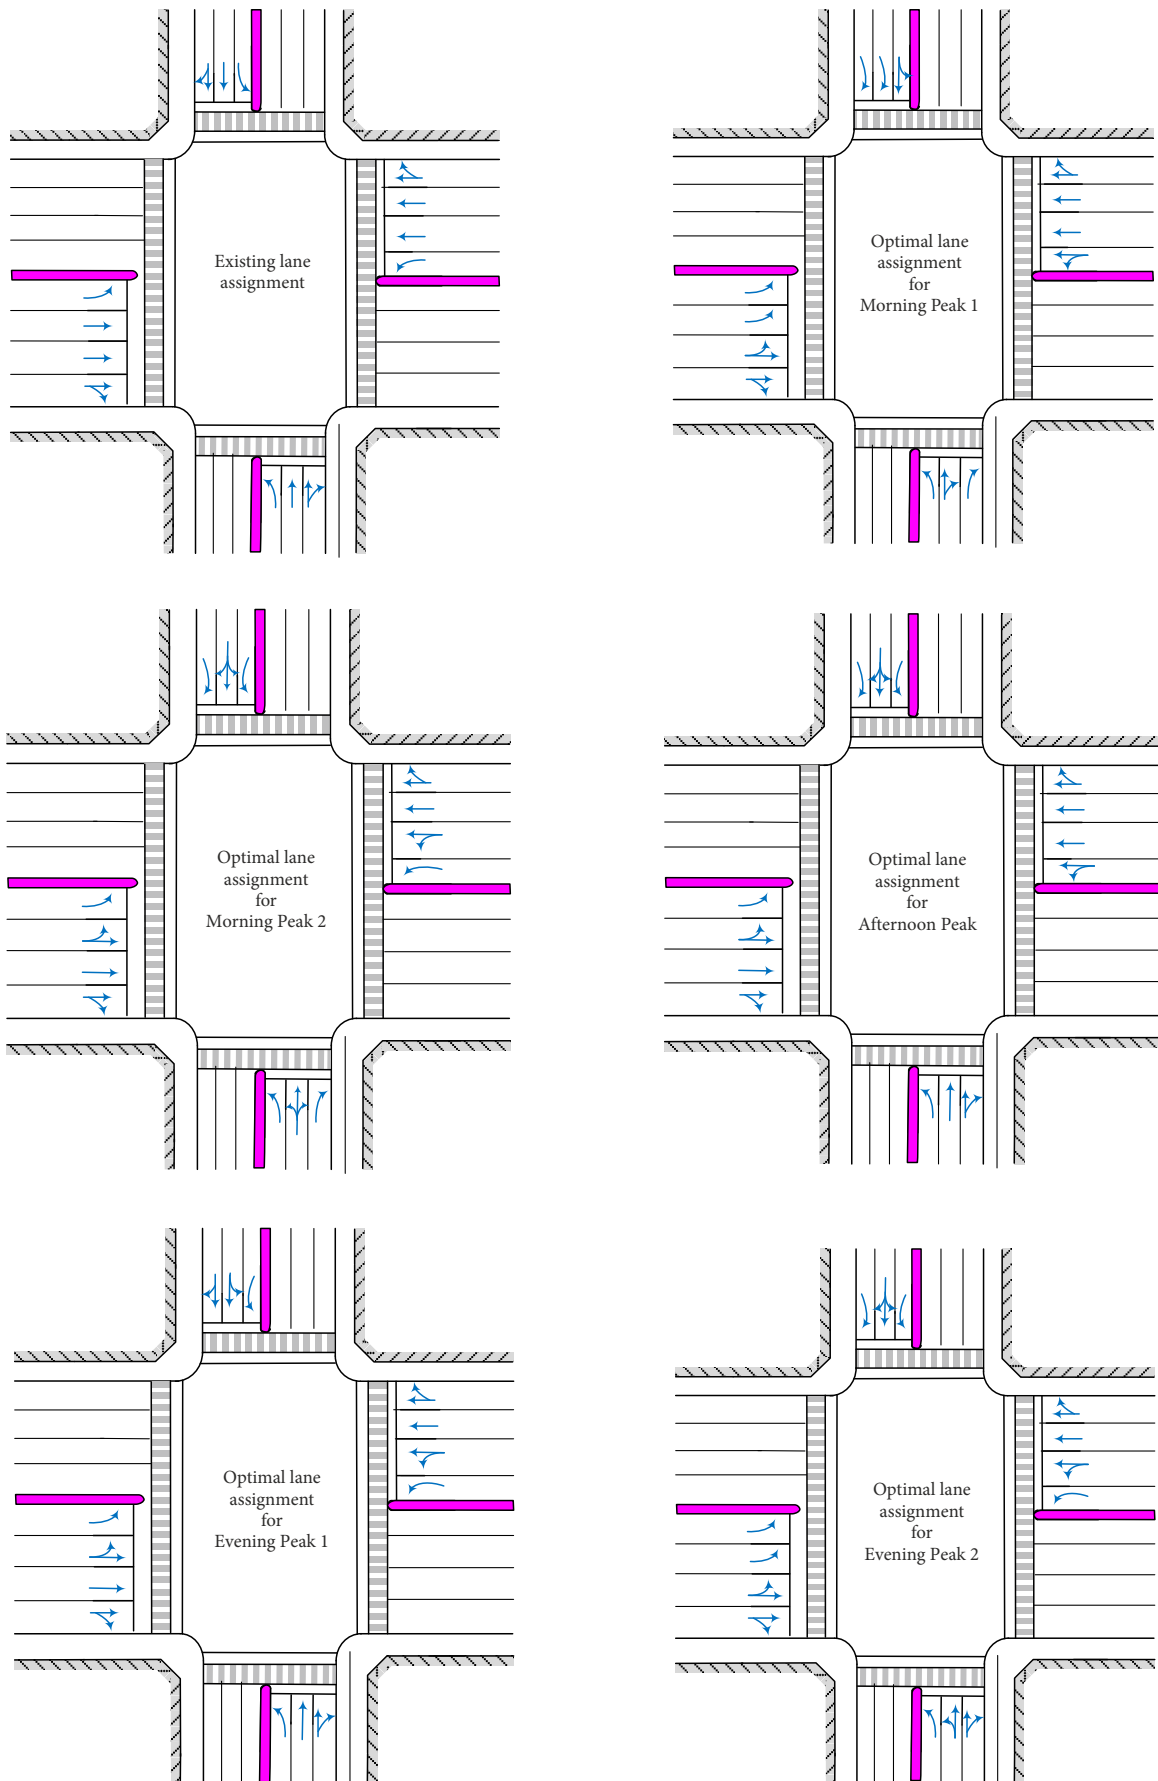 Existing lane
assignment
Optimal lane
assignment
for
Morning Peak 1
Optimal lane
assignment
for
Morning Peak 2
Optimal lane
assignment
for
Afternoon Peak
Optimal lane
assignment
for
Evening Peak 1
Optimal lane
assignment
for
Evening Peak 2